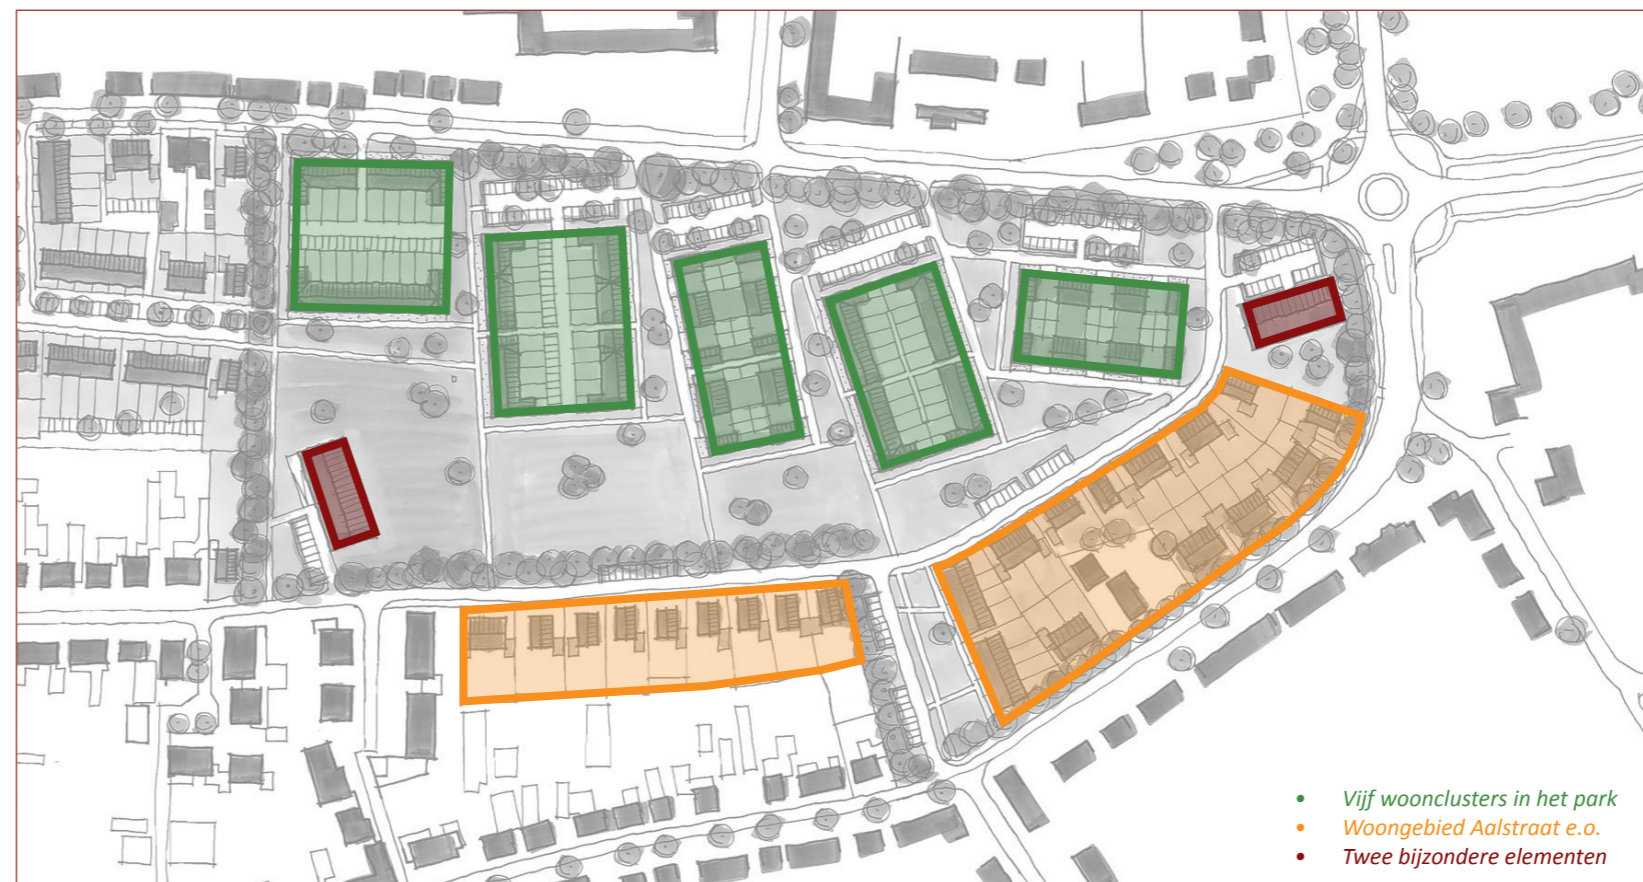 • Vijf woonclusters in het park
• Woongebied Aalstraat e.o.
• Twee bijzondere elementen